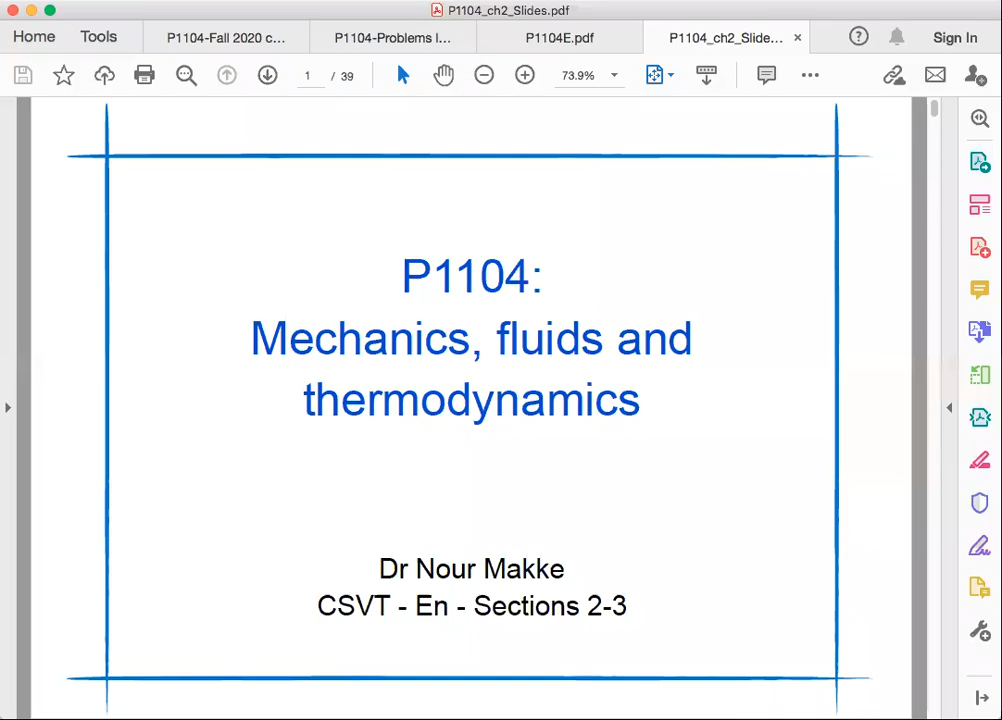 P1104_ch2_Slides.pdf
Home Tools P1104-Fall 2020 c... P1104-Problems l... P1104E.pdf P1104_ch2_Slide... × Sign In
1 / 39 73.9%
P1104:
Mechanics, fluids and
thermodynamics
Dr Nour Makke
CSVT - En - Sections 2-3